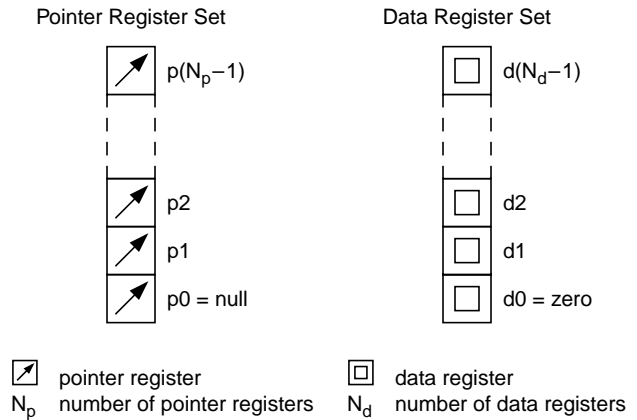 Pointer Register Set
p(Np−1)
p2
p1
p0 = null
pointer register
Np number of pointer registers
Data Register Set
d(Nd−1)
d2
d1
d0 = zero
data register
Nd number of data registers